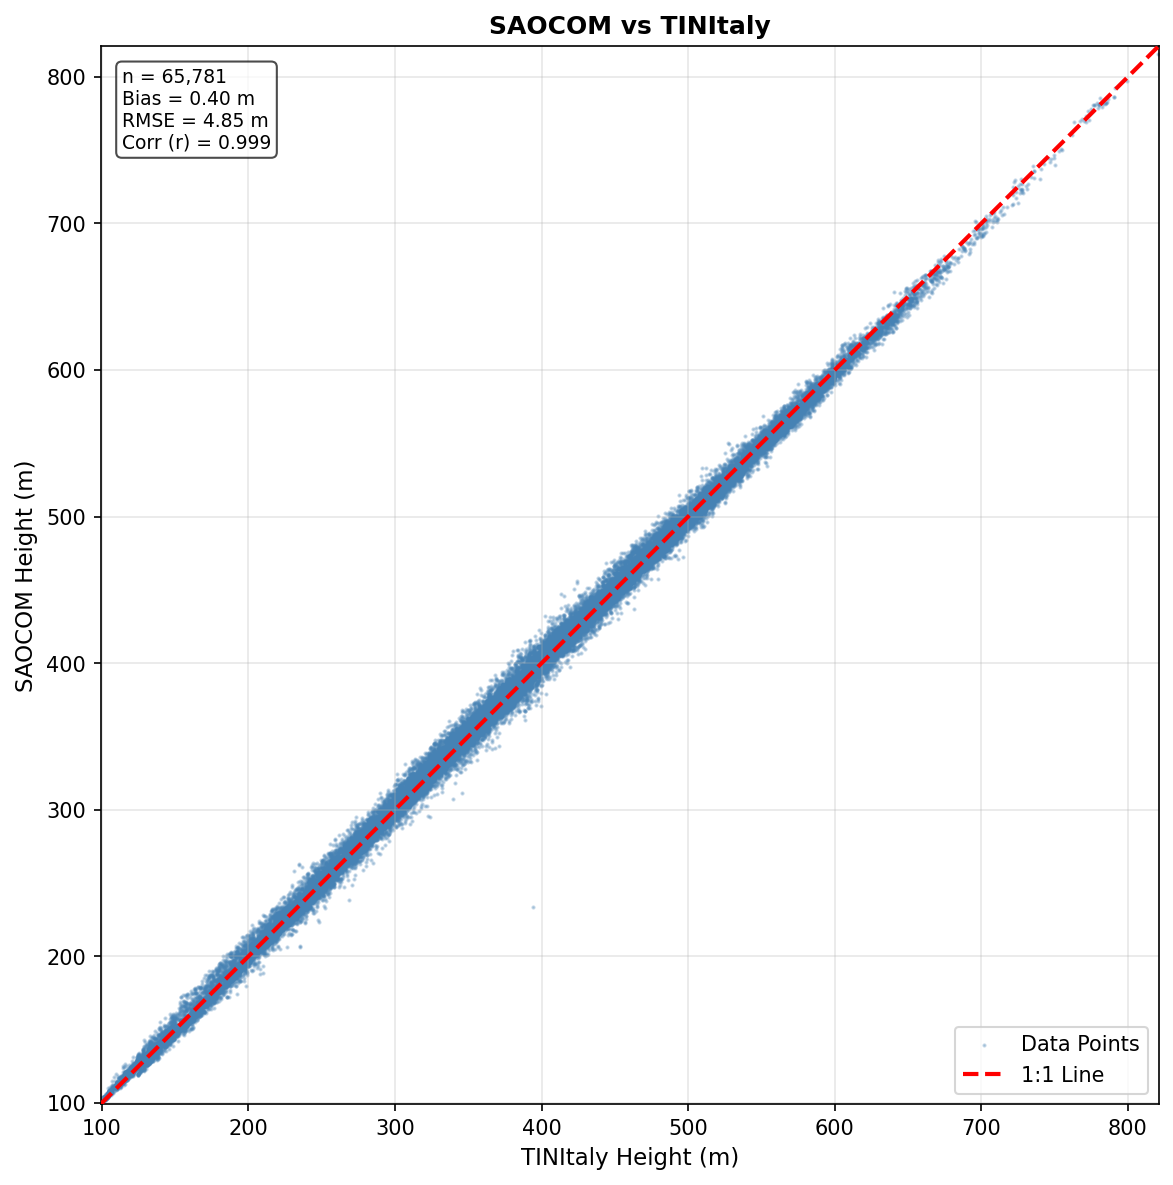 SAOCOM vs TINItaly
n = 65,781
Bias = 0.40 m
RMSE = 4.85 m
Corr (r) = 0.999
800
700
600
500
400
300
200
100
SAOCOM Height (m)
Data Points
1:1 Line
100 200 300 400 500 600 700 800
TINItaly Height (m)